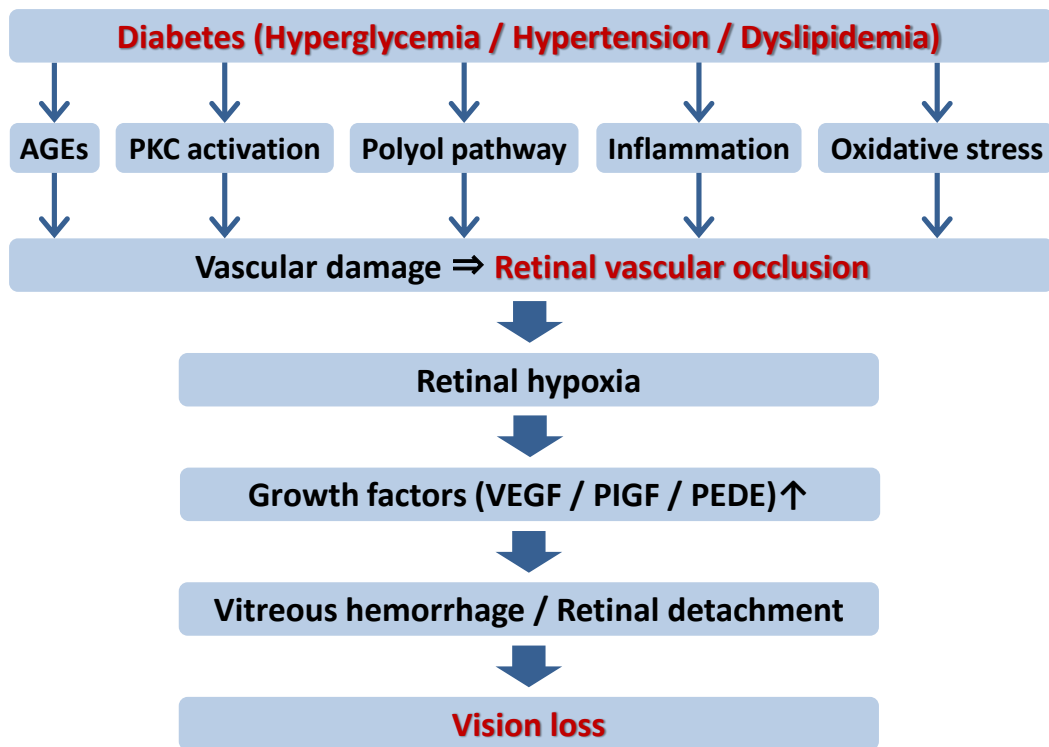 Diabetes (Hyperglycemia / Hypertension / Dyslipidemia)
AGEs PKC activation Polyol pathway Inflammation Oxidative stress
Vascular damage ⇒ Retinal vascular occlusion
Retinal hypoxia
Growth factors (VEGF / PIGF / PEDE)↑
Vitreous hemorrhage / Retinal detachment
Vision loss